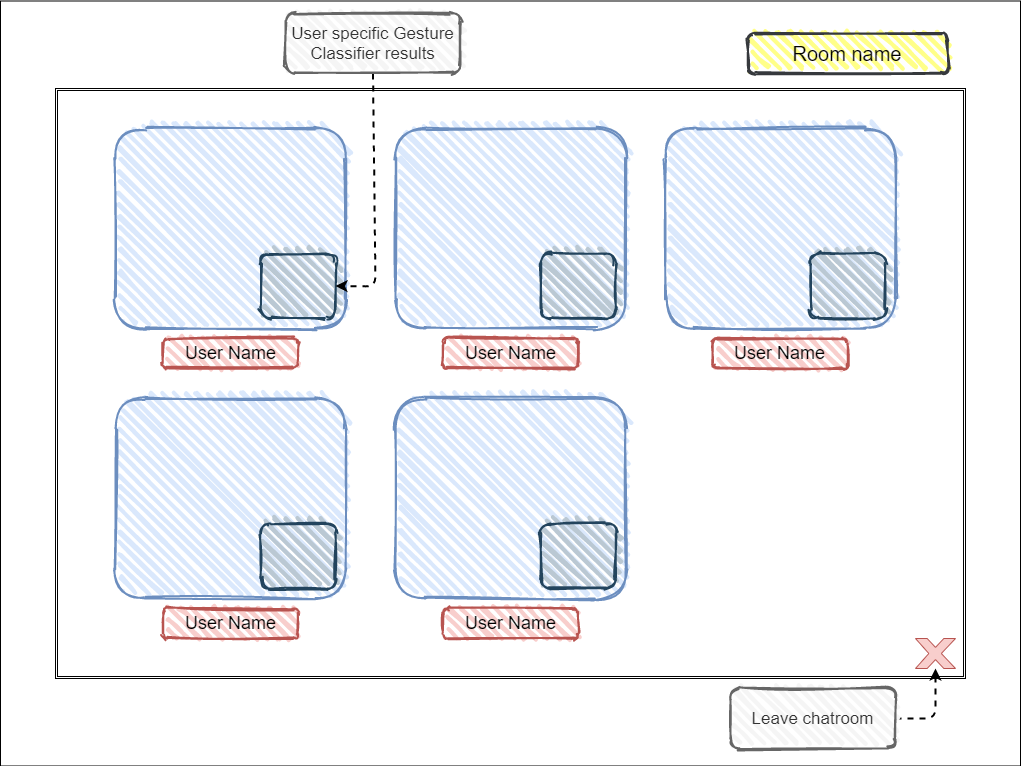 User specific Gesture
Classifier results
Room name
User Name
User Name
User Name
User Name
User Name
Leave chatroom